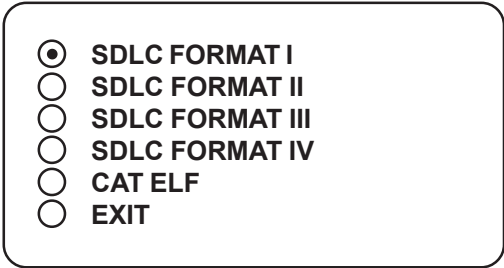 SDLC FORMAT I
SDLC FORMAT II
SDLC FORMAT III
SDLC FORMAT IV
CAT ELF
EXIT